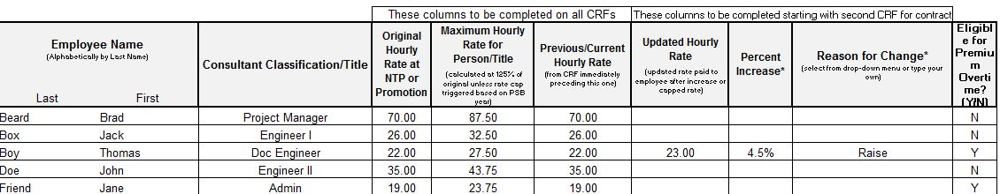 These columns to be completed on all CRFs These columns to be completed starting with second CRF for contract
Employee Name
(Alphabetically by Last Name)
Last First
Consultant Classification/Title
Original
Hourly
Rate at
NTP or
Promotion
Maximum Hourly
Rate for
Person/Title
(calculated at 125% of
original unless rate cap
triggered based on PSB
year)
Previous/Current
Hourly Rate
(from CRF immediately
preceding this one)
Updated Hourly
Rate
(updated rate paid to
employee after increase or
capped rate)
Percent
Increase*
Reason for Change*
(select from drop-down menu or type your
own)
Eligibl
e for
Premiu
m
Overti
me?
(Y/N)
Beard Brad Project Manager 70.00 87.50 70.00 N
Box Jack Engineer I 26.00 32.50 26.00 N
Boy Thomas Doc Engineer 22.00 27.50 22.00 23.00 4.5% Raise Y
Doe John Engineer II 35.00 43.75 35.00 N
Friend Jane Admin 19.00 23.75 19.00 Y